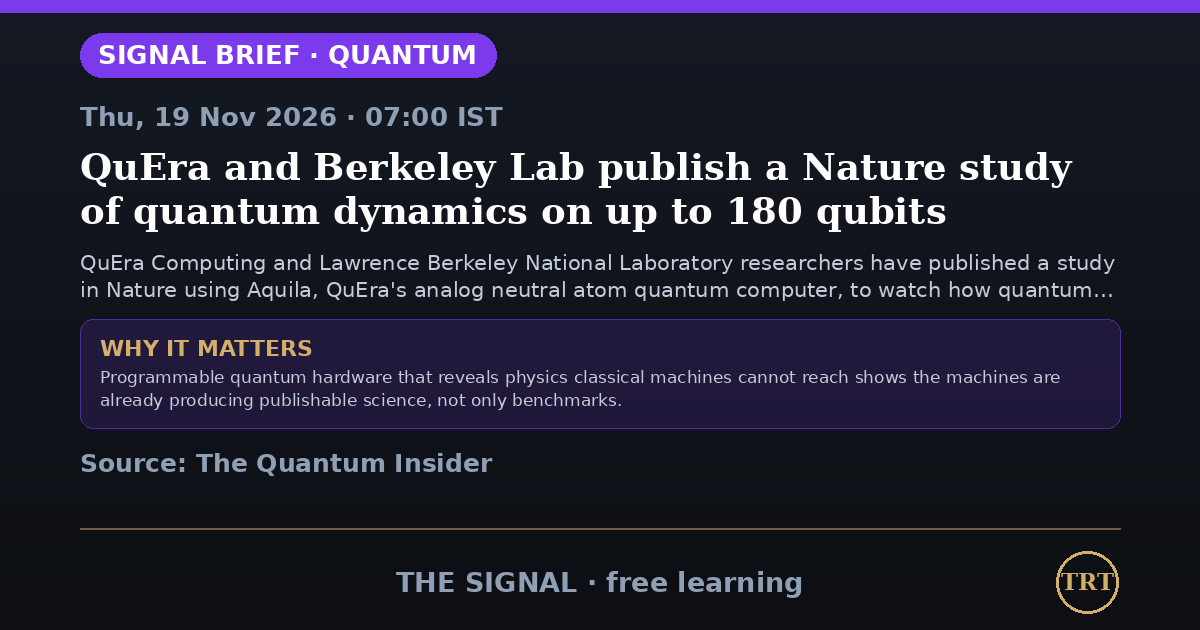 SIGNAL BRIEF · QUANTUM
Thu, 19 Nov 2026 · 07:00 IST
QuEra and Berkeley Lab publish a Nature study
of quantum dynamics on up to 180 qubits
QuEra Computing and Lawrence Berkeley National Laboratory researchers have published a study
in Nature using Aquila, QuEra's analog neutral atom quantum computer, to watch how quantum...
WHY IT MATTERS
Programmable quantum hardware that reveals physics classical machines cannot reach shows the machines are
already producing publishable science, not only benchmarks.
Source: The Quantum Insider
THE SIGNAL · free learning
TRT